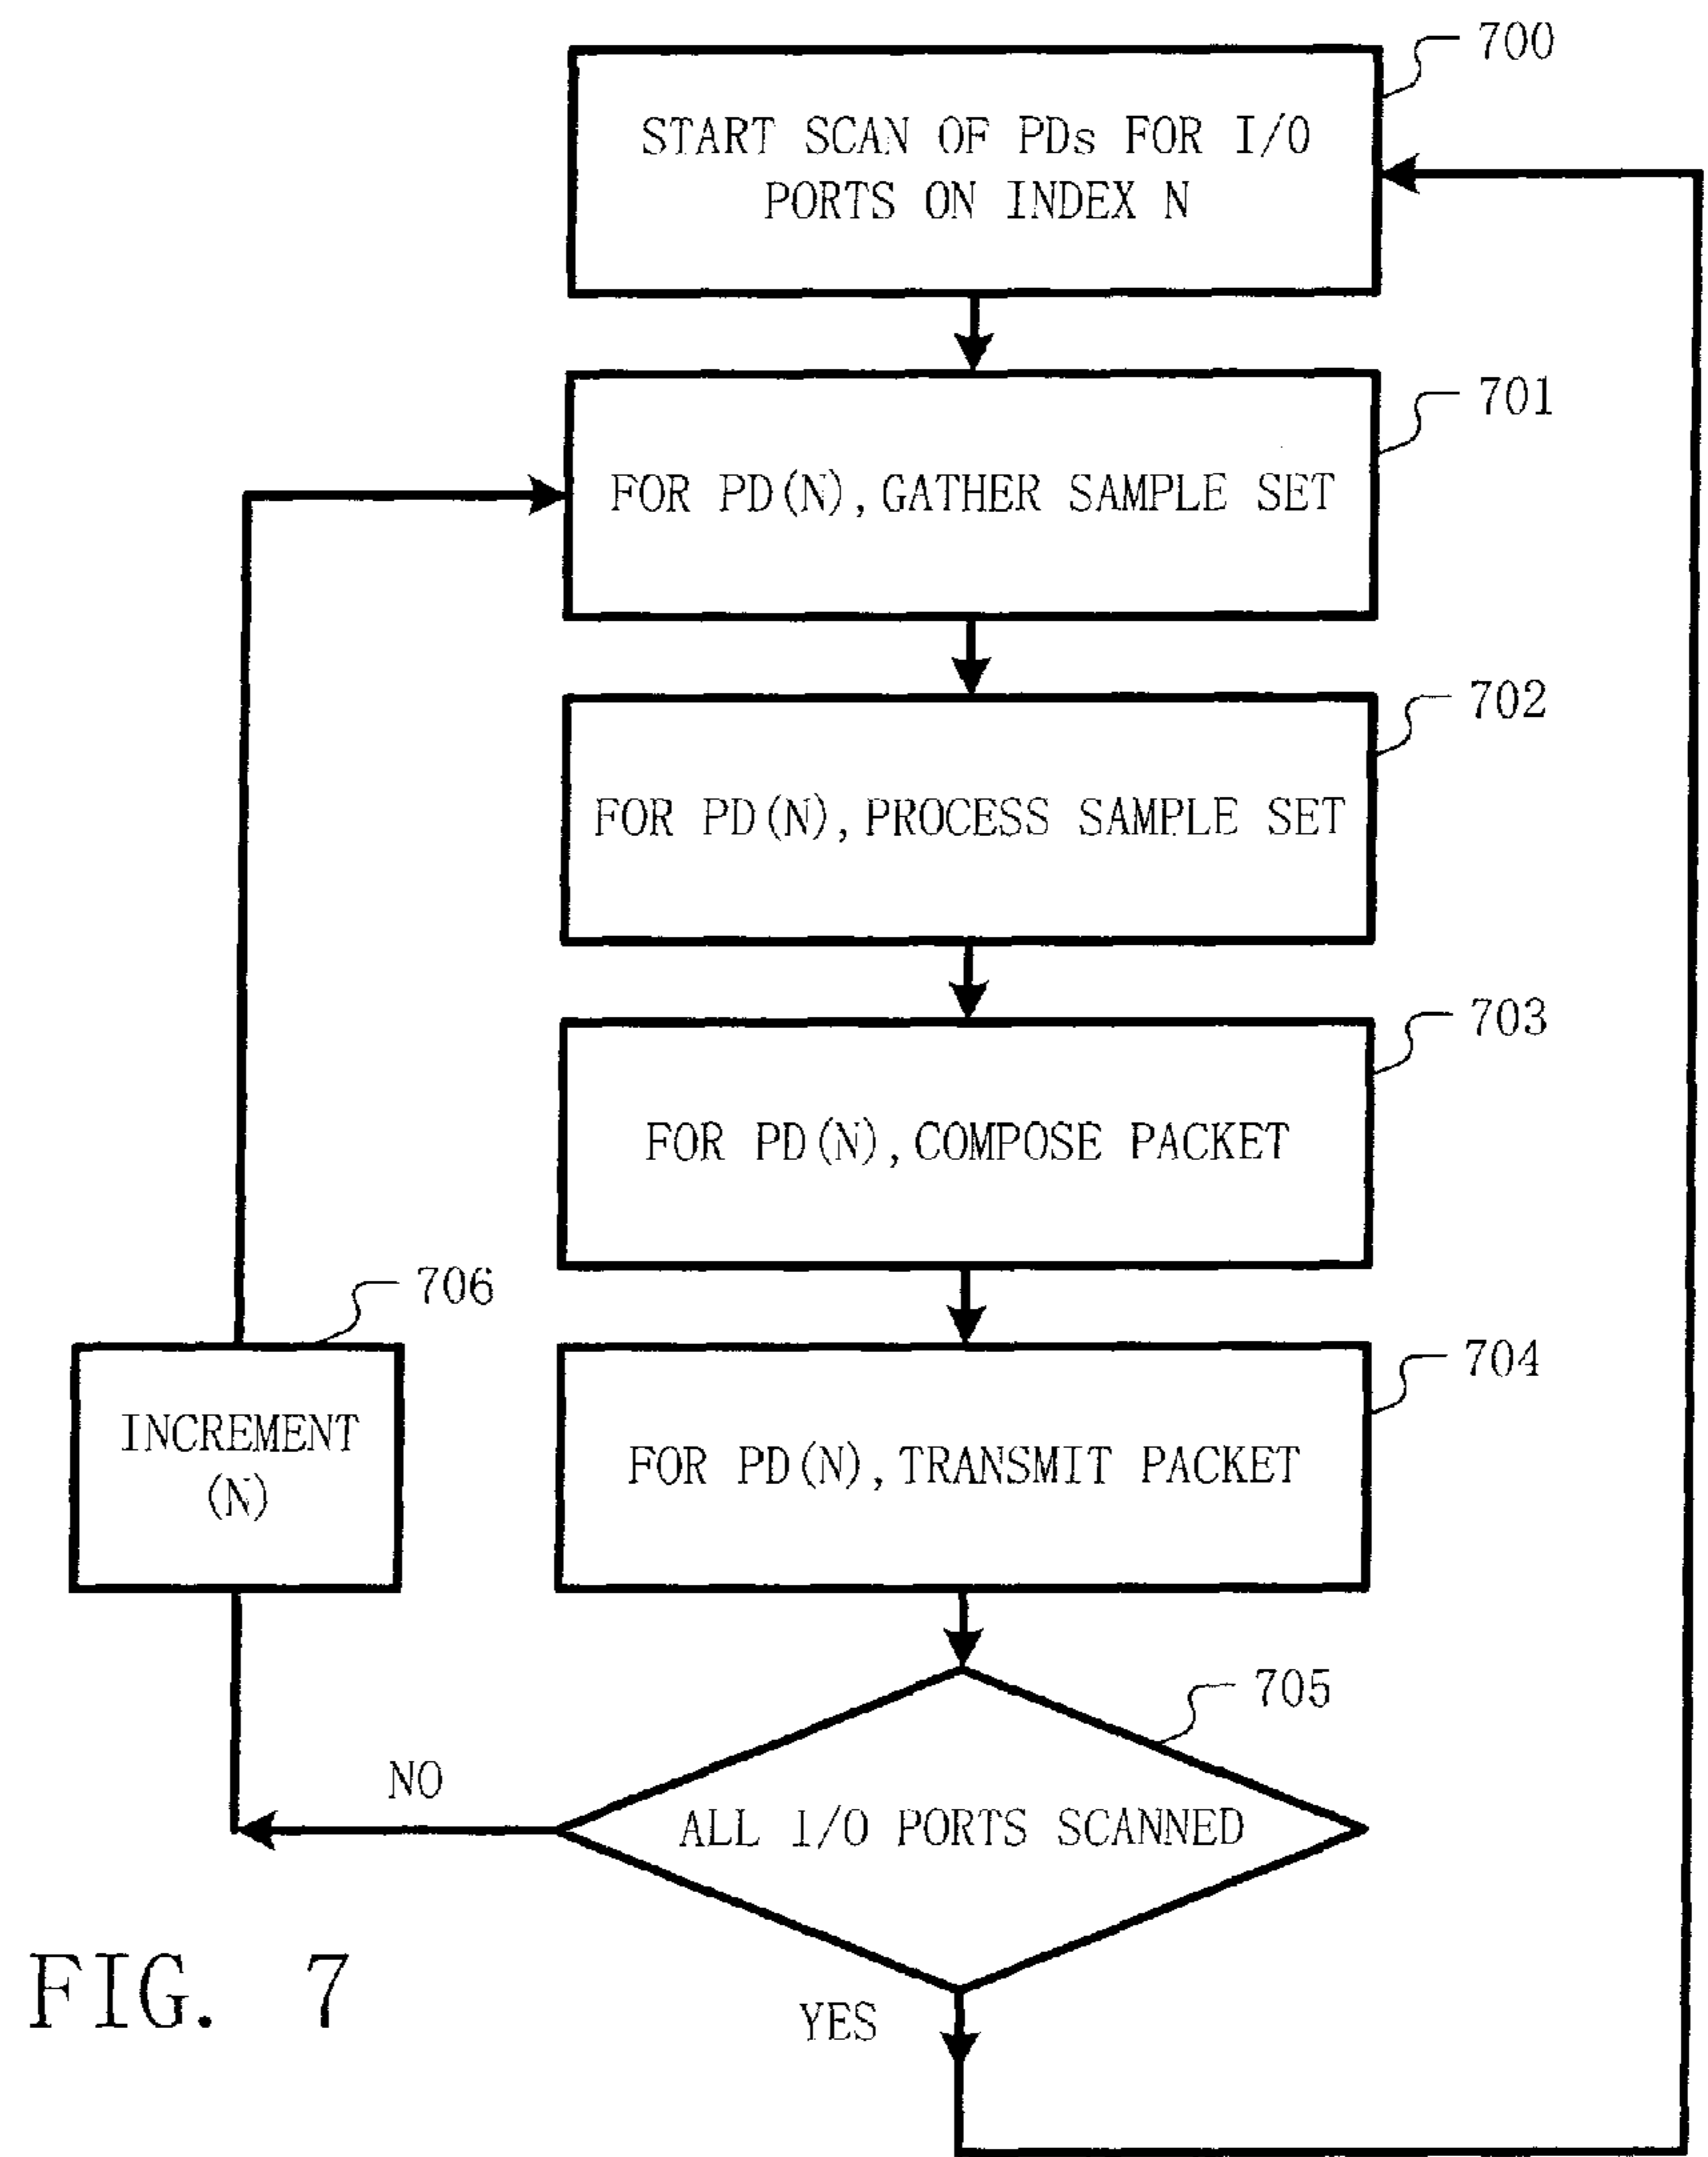 700
START SCAN OF PDs FOR I/O
PORTS ON INDEX N
701
FOR PD(N),GATHER SAMPLE SET
702
FOR PD(N),PROCESS SAMPLE SET
703
FOR PD(N),COMPOSE PACKET
706
704
INCREMENT
(N)
FOR PD(N),TRANSMIT PACKET
705
NO
ALL I/O PORTS SCANNED
YES
FIG. 7